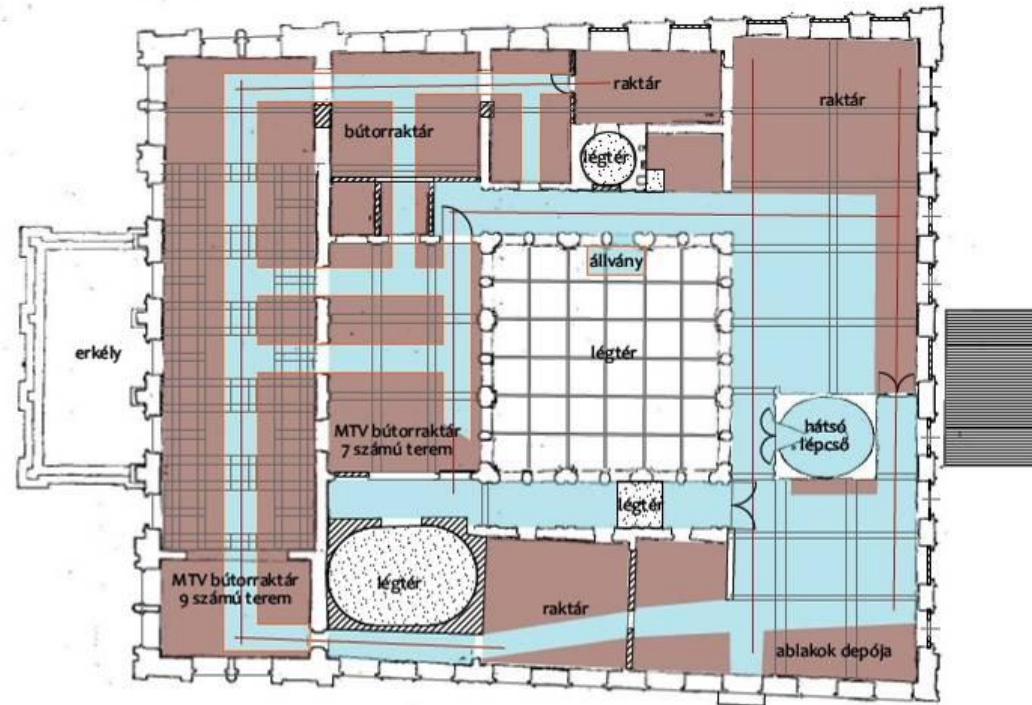 raktár
raktár
bútorraktár
légtér
állvány
erkély
légtér
MTV bútorraktár
7 számú terem
hátsó
lépcső
légtér
MTV bútorraktár
9 számú terem
légtér
raktár
ablakok depója